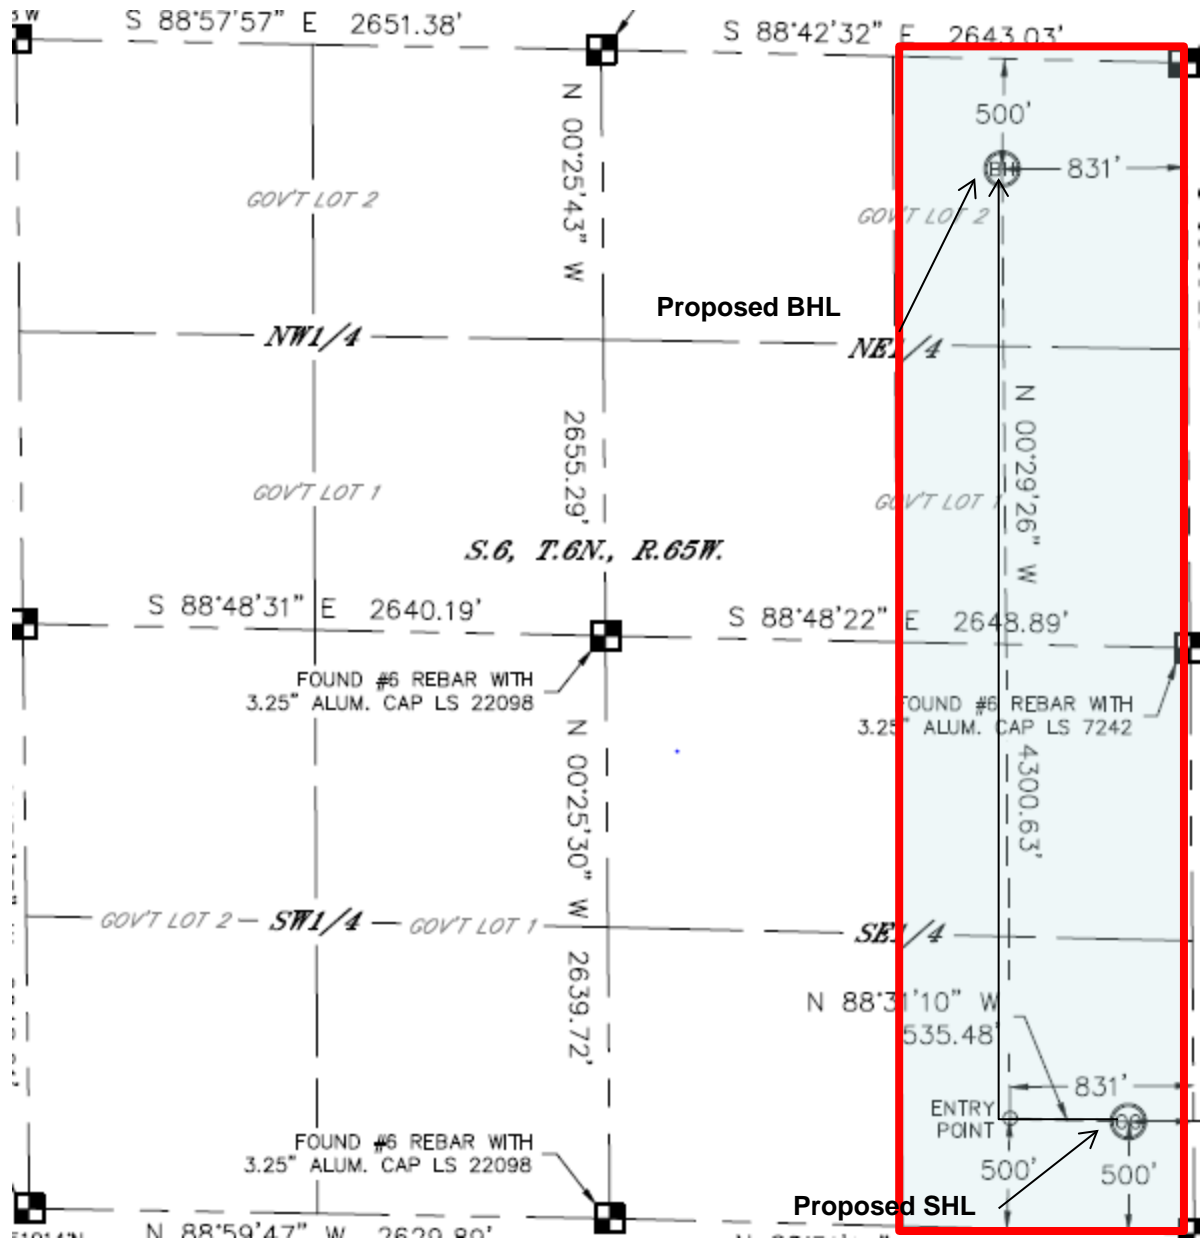 S 88°57'57" E 2651.38'
S 88°42'32" E 2643.03'
N 00°25'43" W
500'
BH
831'
GOV'T LOT 2
GOV'T LOT 2
Proposed BHL
NW1/4
NE1/4
N 00°29'26" W
2655.29'
GOV'T LOT 1
GOV'T LOT 1
S.6, T.6N., R.65W.
S 88°48'31" E 2640.19'
S 88°48'22" E 2648.89'
FOUND #6 REBAR WITH
3.25" ALUM. CAP LS 22098
FOUND #6 REBAR WITH
3.25" ALUM. CAP LS 7242
N 00°25'30" W 2639.72'
4300.63'
GOV'T LOT 2
SW1/4
GOV'T LOT 1
SE1/4
N 88°31'10" W
535.48'
831'
ENTRY
POINT
500'
500'
FOUND #6 REBAR WITH
3.25" ALUM. CAP LS 22098
Proposed SHL
N 88°59'47" W 2629.80'